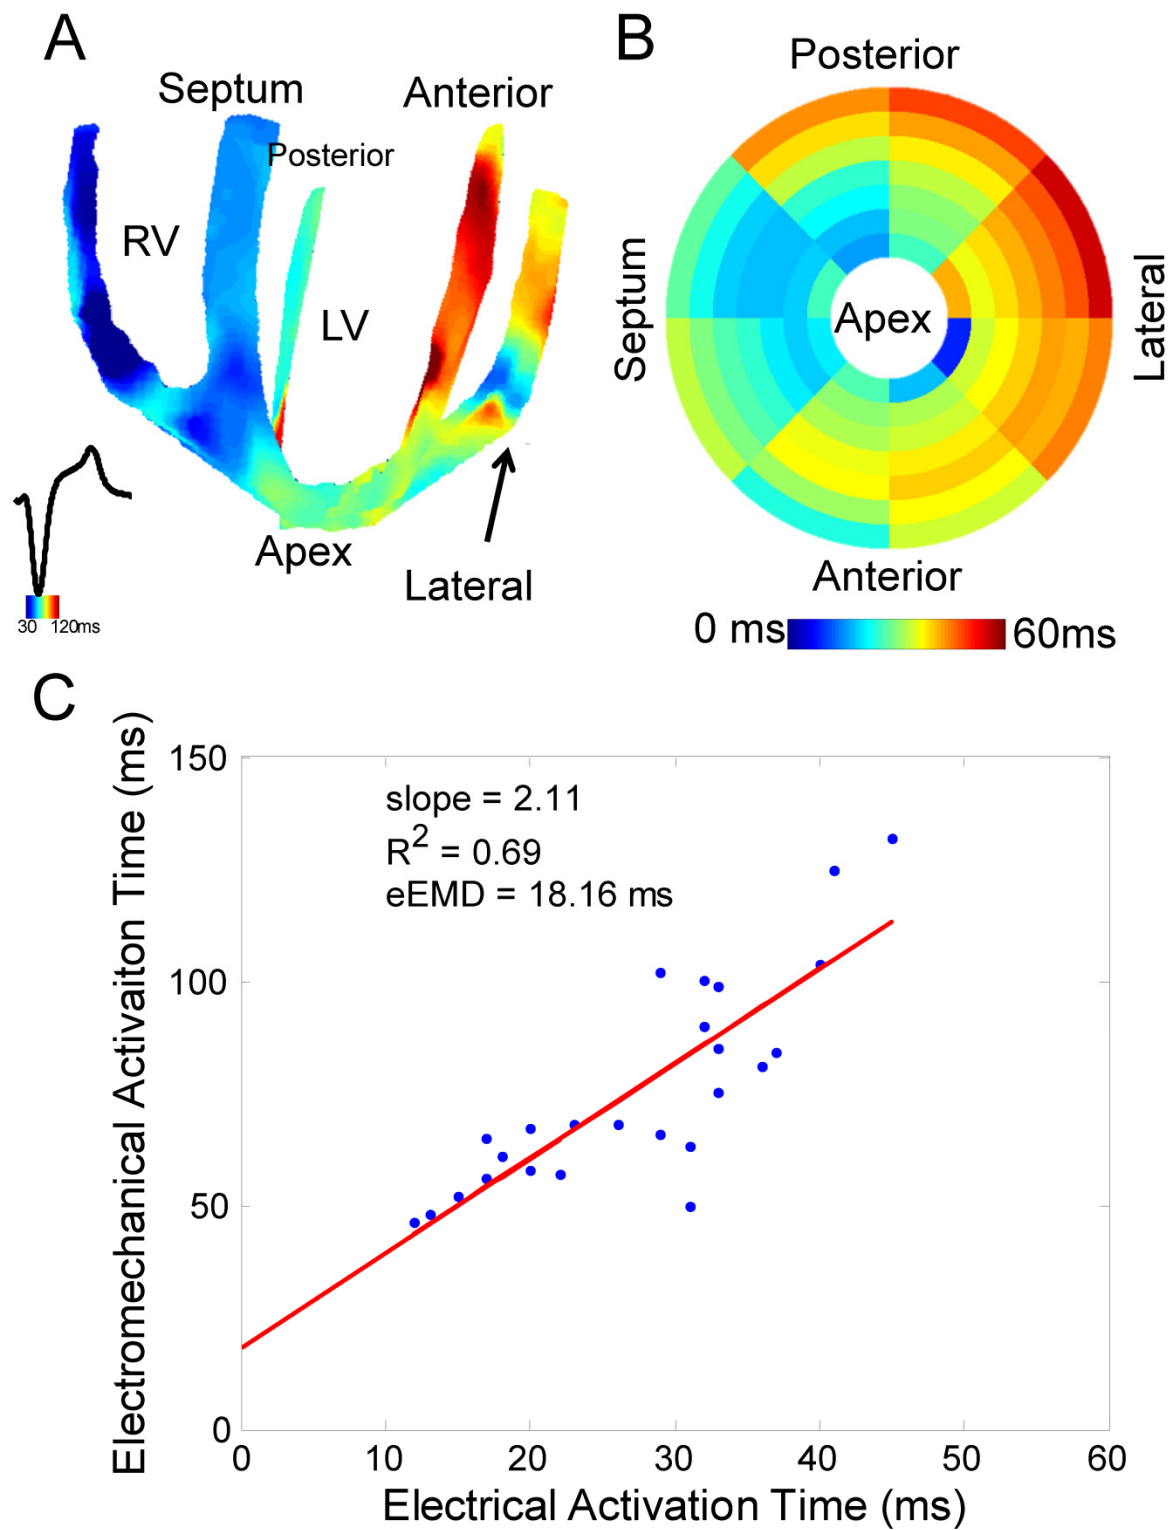 A
Septum
Anterior
Posterior
RV
LV
Apex
Lateral
30 120ms
B
Posterior
Septum
Apex
Lateral
Anterior
0 ms 60ms
C
Electromechanical Activaiton Time (ms)
150
100
50
0
slope = 2.11
R² = 0.69
eEMD = 18.16 ms
0 10 20 30 40 50 60
Electrical Activation Time (ms)